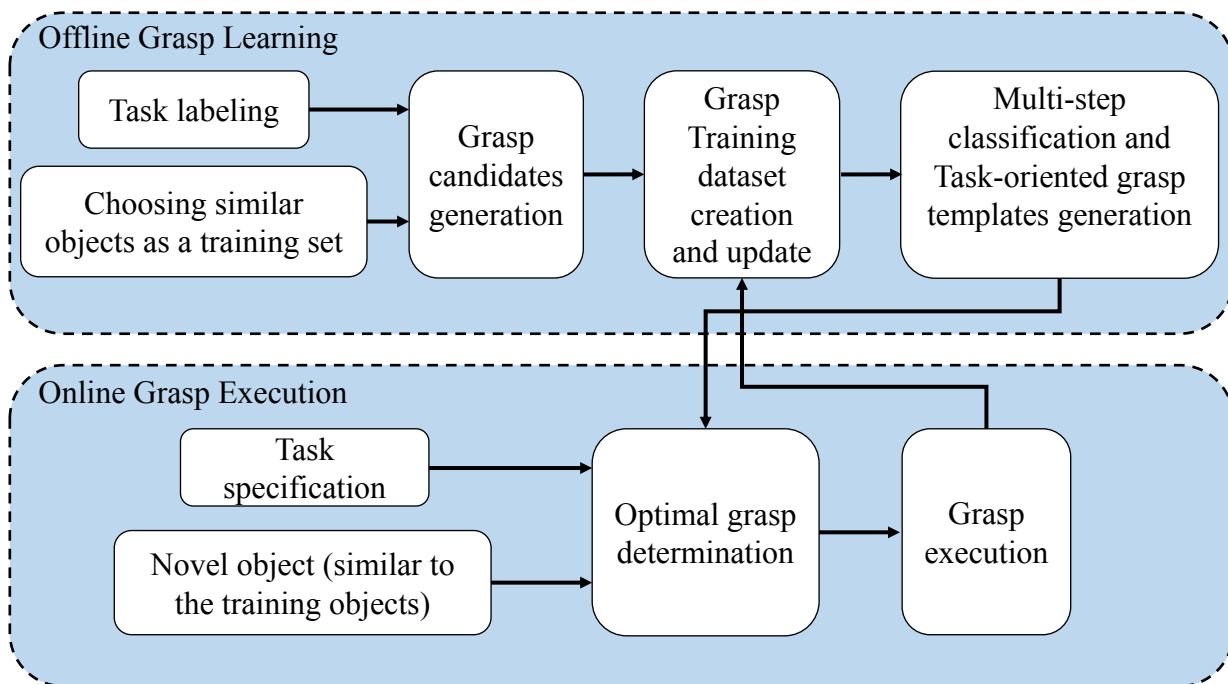 Offline Grasp Learning
Task labeling
Choosing similar
objects as a training set
Grasp
candidates
generation
Grasp
Training
dataset
creation
and update
Multi-step
classification and
Task-oriented grasp
templates generation
Online Grasp Execution
Task
specification
Novel object (similar to
the training objects)
Optimal grasp
determination
Grasp
execution